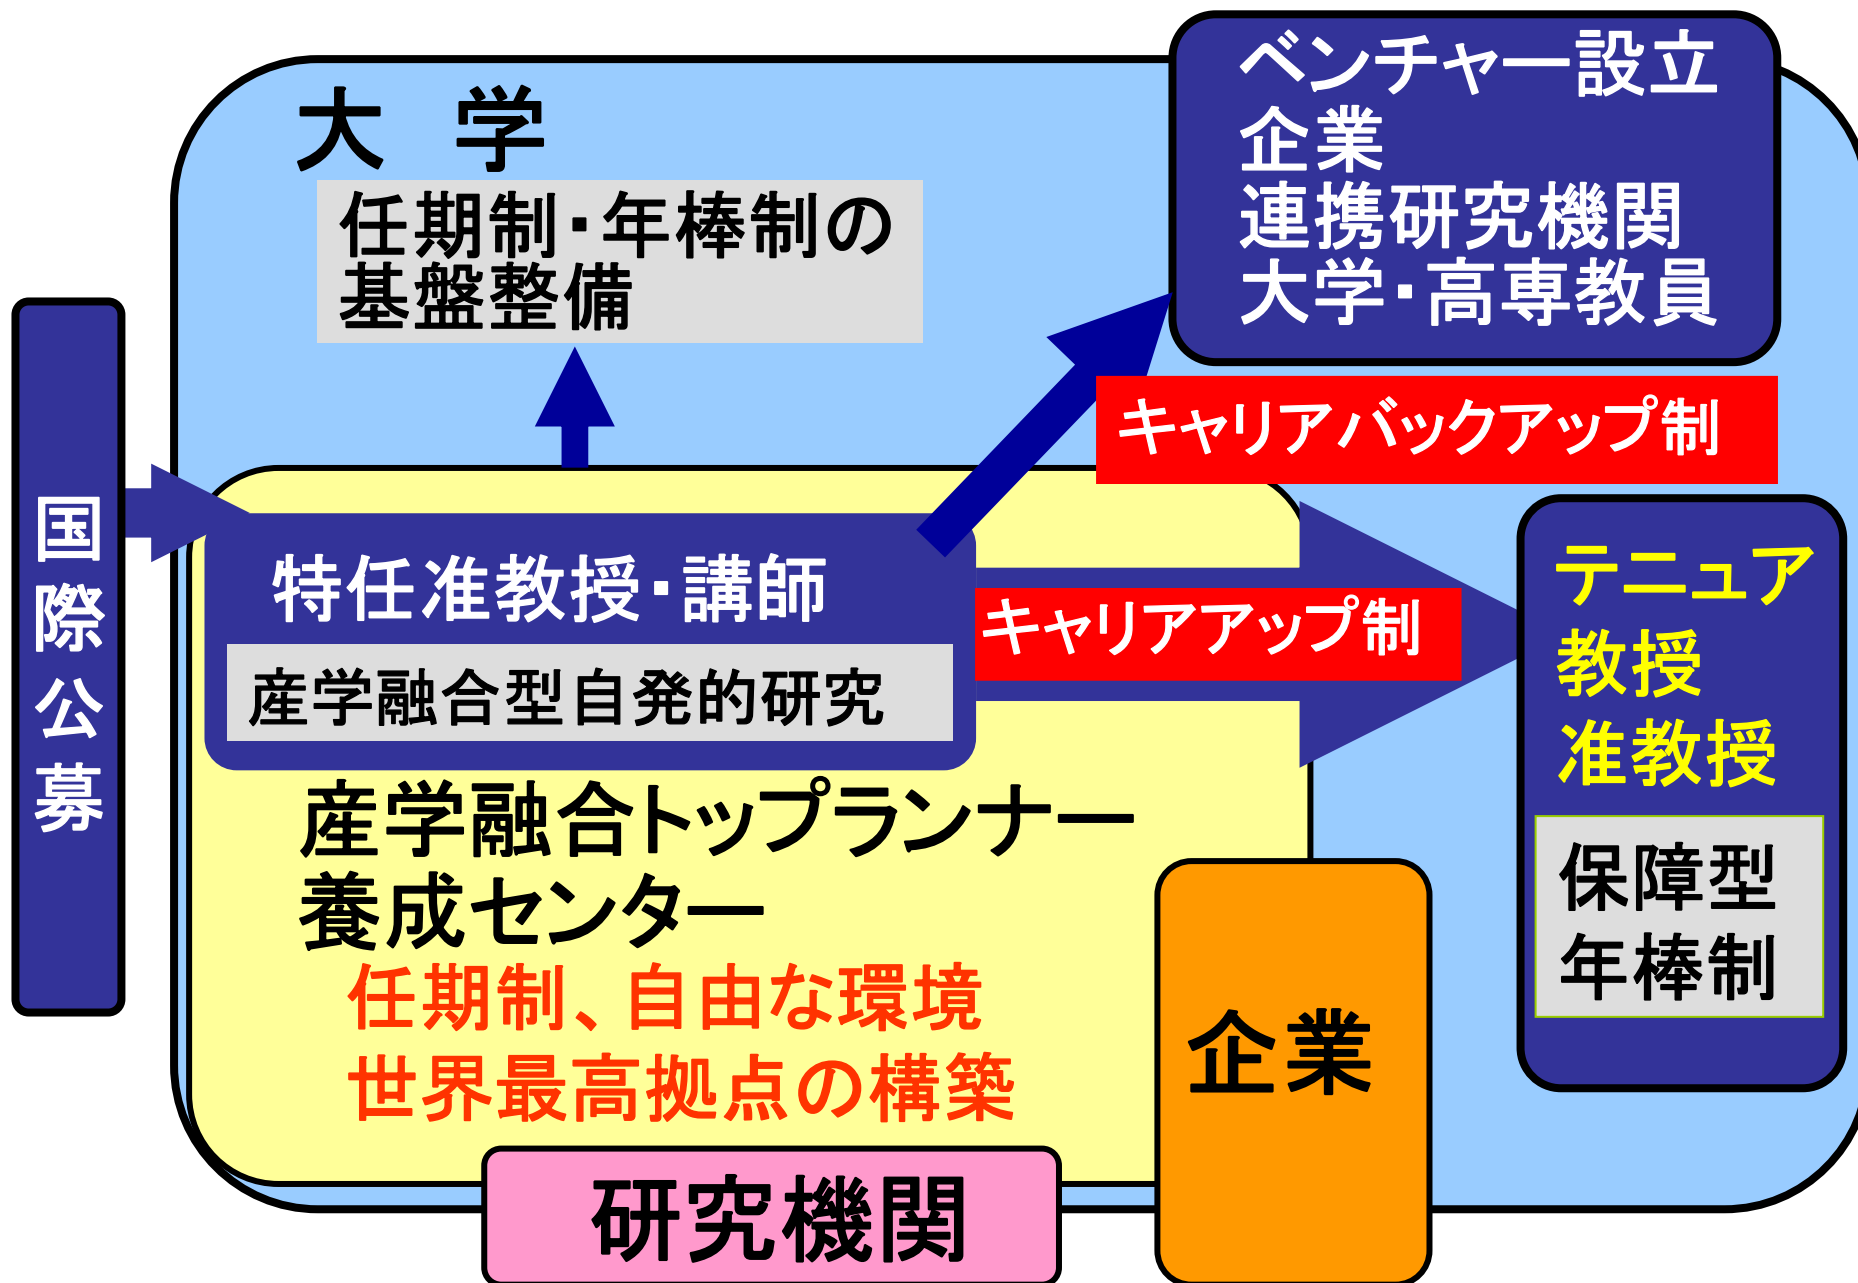 大　学
任期制・年棒制の
基盤整備
ベンチャー設立
企業
連携研究機関
大学・高専教員
キャリアバックアップ制
国際公募
特任准教授・講師
産学融合型自発的研究
キャリアアップ制
テニュア
教授
准教授
保障型
年棒制
産学融合トップランナー
養成センター
任期制、自由な環境
世界最高拠点の構築
企業
研究機関